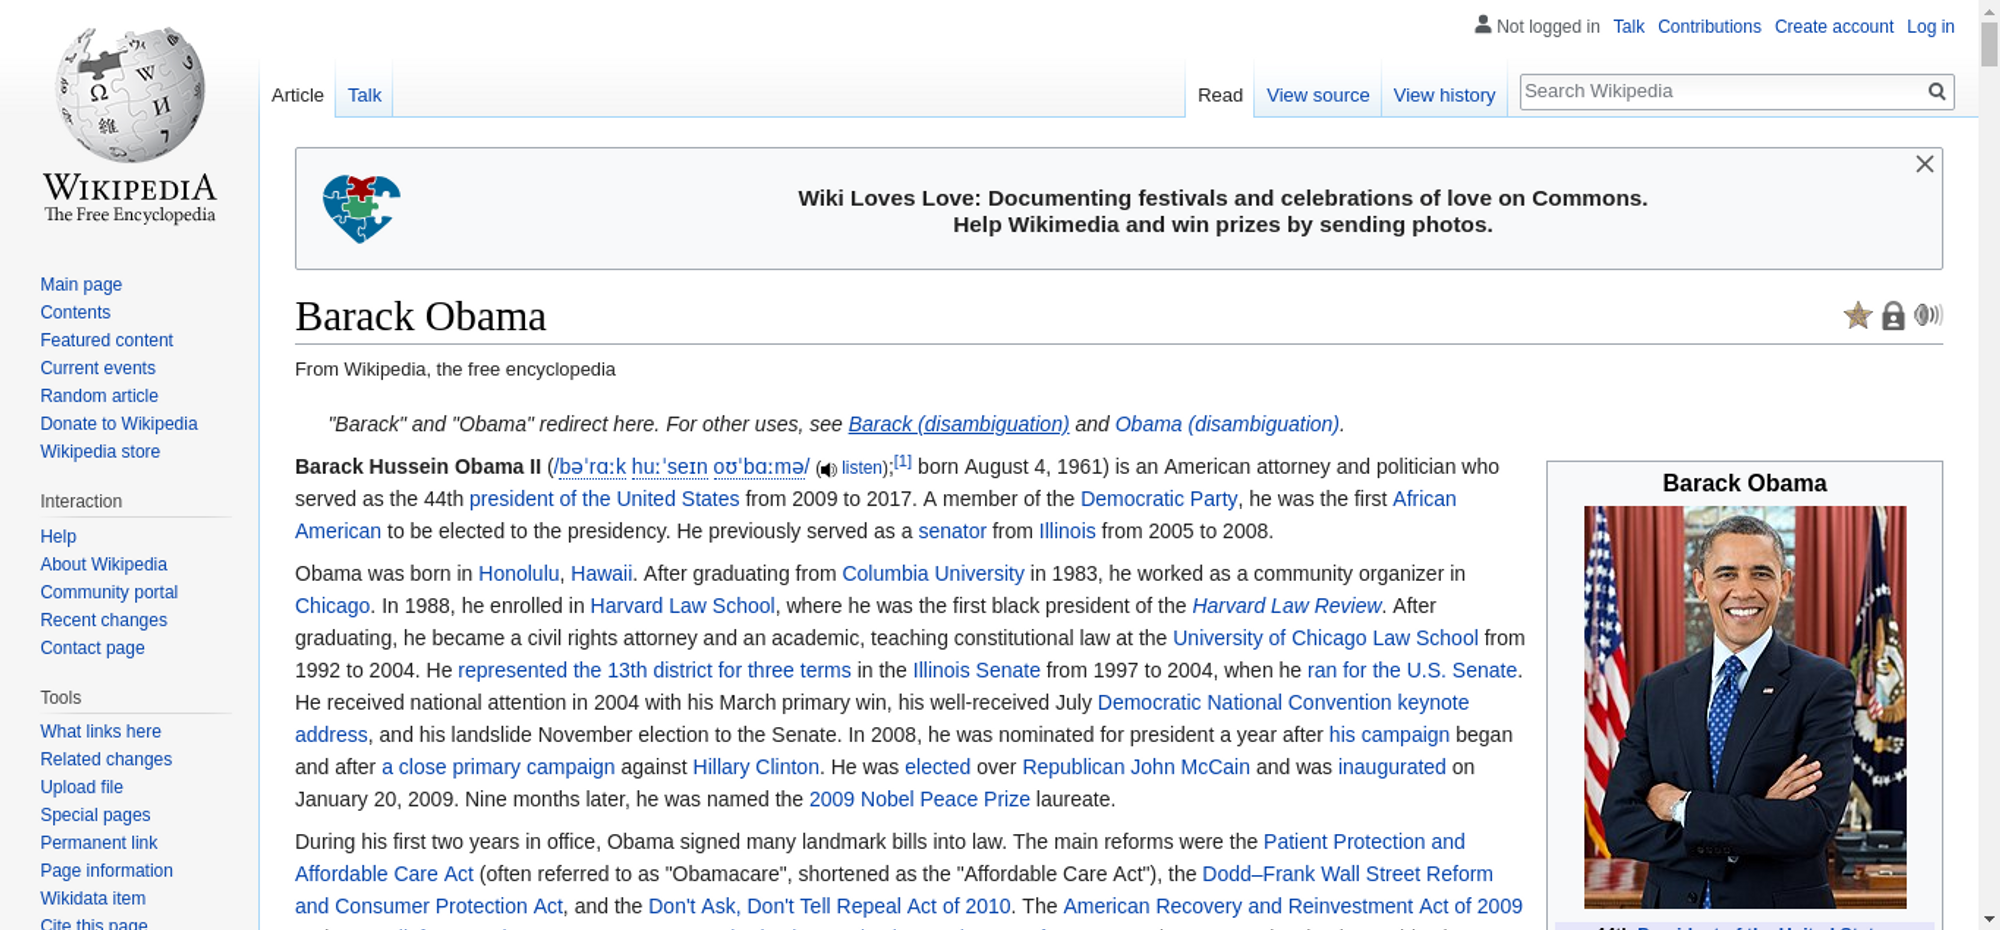 Not logged in Talk Contributions Create account Log in
Article Talk Read View source View history Search Wikipedia
WIKIPEDIA
The Free Encyclopedia
Main page
Contents
Featured content
Current events
Random article
Donate to Wikipedia
Wikipedia store
Interaction
Help
About Wikipedia
Community portal
Recent changes
Contact page
Tools
What links here
Related changes
Upload file
Special pages
Permanent link
Page information
Wikidata item
Cite this page
Wiki Loves Love: Documenting festivals and celebrations of love on Commons.
Help Wikimedia and win prizes by sending photos.
Barack Obama
From Wikipedia, the free encyclopedia
"Barack" and "Obama" redirect here. For other uses, see Barack (disambiguation) and Obama (disambiguation).
Barack Hussein Obama II (/bəˈrɑːk huːˈseɪn oʊˈbɑːmə/ ( listen);[1] born August 4, 1961) is an American attorney and politician who
served as the 44th president of the United States from 2009 to 2017. A member of the Democratic Party, he was the first African
American to be elected to the presidency. He previously served as a senator from Illinois from 2005 to 2008.
Obama was born in Honolulu, Hawaii. After graduating from Columbia University in 1983, he worked as a community organizer in
Chicago. In 1988, he enrolled in Harvard Law School, where he was the first black president of the Harvard Law Review. After
graduating, he became a civil rights attorney and an academic, teaching constitutional law at the University of Chicago Law School from
1992 to 2004. He represented the 13th district for three terms in the Illinois Senate from 1997 to 2004, when he ran for the U.S. Senate.
He received national attention in 2004 with his March primary win, his well-received July Democratic National Convention keynote
address, and his landslide November election to the Senate. In 2008, he was nominated for president a year after his campaign began
and after a close primary campaign against Hillary Clinton. He was elected over Republican John McCain and was inaugurated on
January 20, 2009. Nine months later, he was named the 2009 Nobel Peace Prize laureate.
During his first two years in office, Obama signed many landmark bills into law. The main reforms were the Patient Protection and
Affordable Care Act (often referred to as "Obamacare", shortened as the "Affordable Care Act"), the Dodd–Frank Wall Street Reform
and Consumer Protection Act, and the Don't Ask, Don't Tell Repeal Act of 2010. The American Recovery and Reinvestment Act of 2009
Barack Obama
44th President of the United States